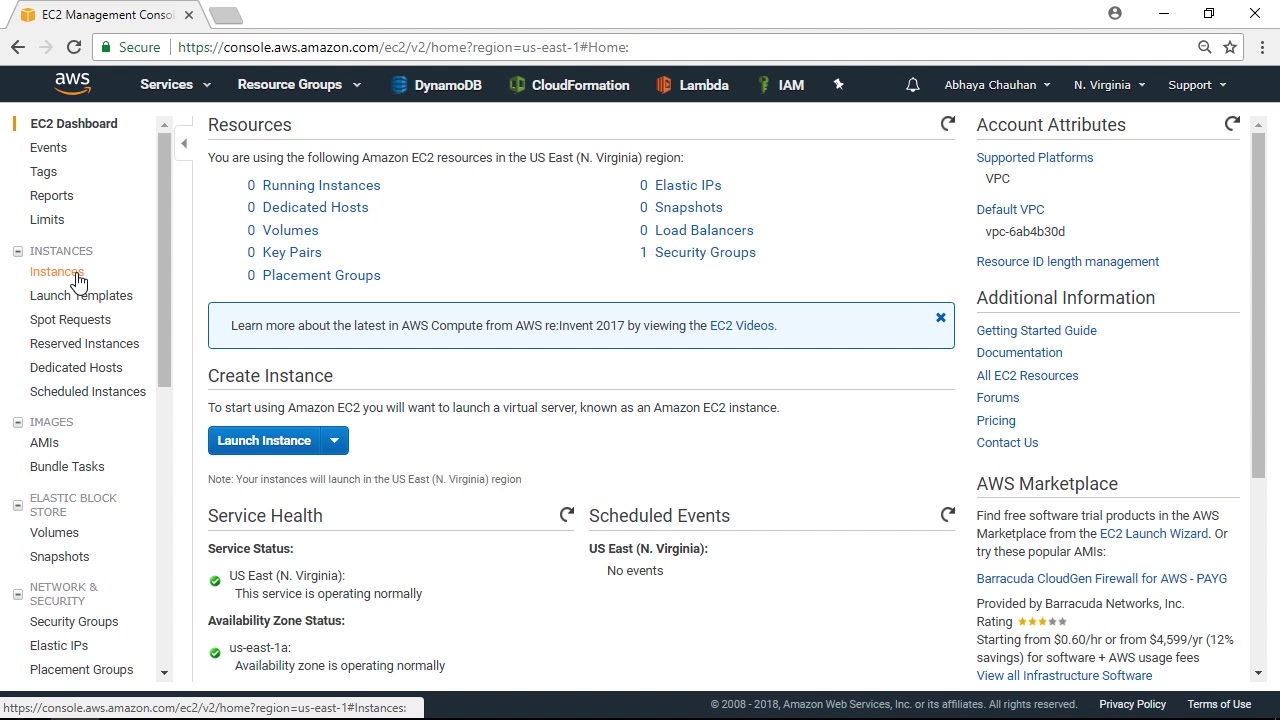 EC2 Management Conso
Secure
https://console.aws.amazon.com/ec2/v2/home?region=us-east-1#Home:
aws
Services
Resource Groups
DynamoDB
CloudFormation
Lambda
IAM
Abhaya Chauhan
N. Virginia
Support
EC2 Dashboard
Events
Tags
Reports
Limits
INSTANCES
Instances
Launch Templates
Spot Requests
Reserved Instances
Dedicated Hosts
Scheduled Instances
IMAGES
AMIs
Bundle Tasks
ELASTIC BLOCK
STORE
Volumes
Snapshots
NETWORK &
SECURITY
Security Groups
Elastic IPs
Placement Groups
Resources
You are using the following Amazon EC2 resources in the US East (N. Virginia) region:
0 Running Instances
0 Dedicated Hosts
0 Volumes
0 Key Pairs
0 Placement Groups
0 Elastic IPs
0 Snapshots
0 Load Balancers
1 Security Groups
Learn more about the latest in AWS Compute from AWS re:Invent 2017 by viewing the EC2 Videos.
Create Instance
To start using Amazon EC2 you will want to launch a virtual server, known as an Amazon EC2 instance.
Launch Instance
Note: Your instances will launch in the US East (N. Virginia) region
Service Health
Service Status:
US East (N. Virginia):
This service is operating normally
Availability Zone Status:
us-east-1a:
Availability zone is operating normally
Scheduled Events
US East (N. Virginia):
No events
Account Attributes
Supported Platforms
VPC
Default VPC
vpc-6ab4b30d
Resource ID length management
Additional Information
Getting Started Guide
Documentation
All EC2 Resources
Forums
Pricing
Contact Us
AWS Marketplace
Find free software trial products in the AWS
Marketplace from the EC2 Launch Wizard. Or
try these popular AMIs:
Barracuda CloudGen Firewall for AWS - PAYG
Provided by Barracuda Networks, Inc.
Rating
Starting from $0.60/hr or from $4,599/yr (12%
savings) for software + AWS usage fees
View all Infrastructure Software
https://console.aws.amazon.com/ec2/v2/home?region=us-east-1#Instances:
© 2008 - 2018, Amazon Web Services, Inc. or its affiliates. All rights reserved.
Privacy Policy
Terms of Use